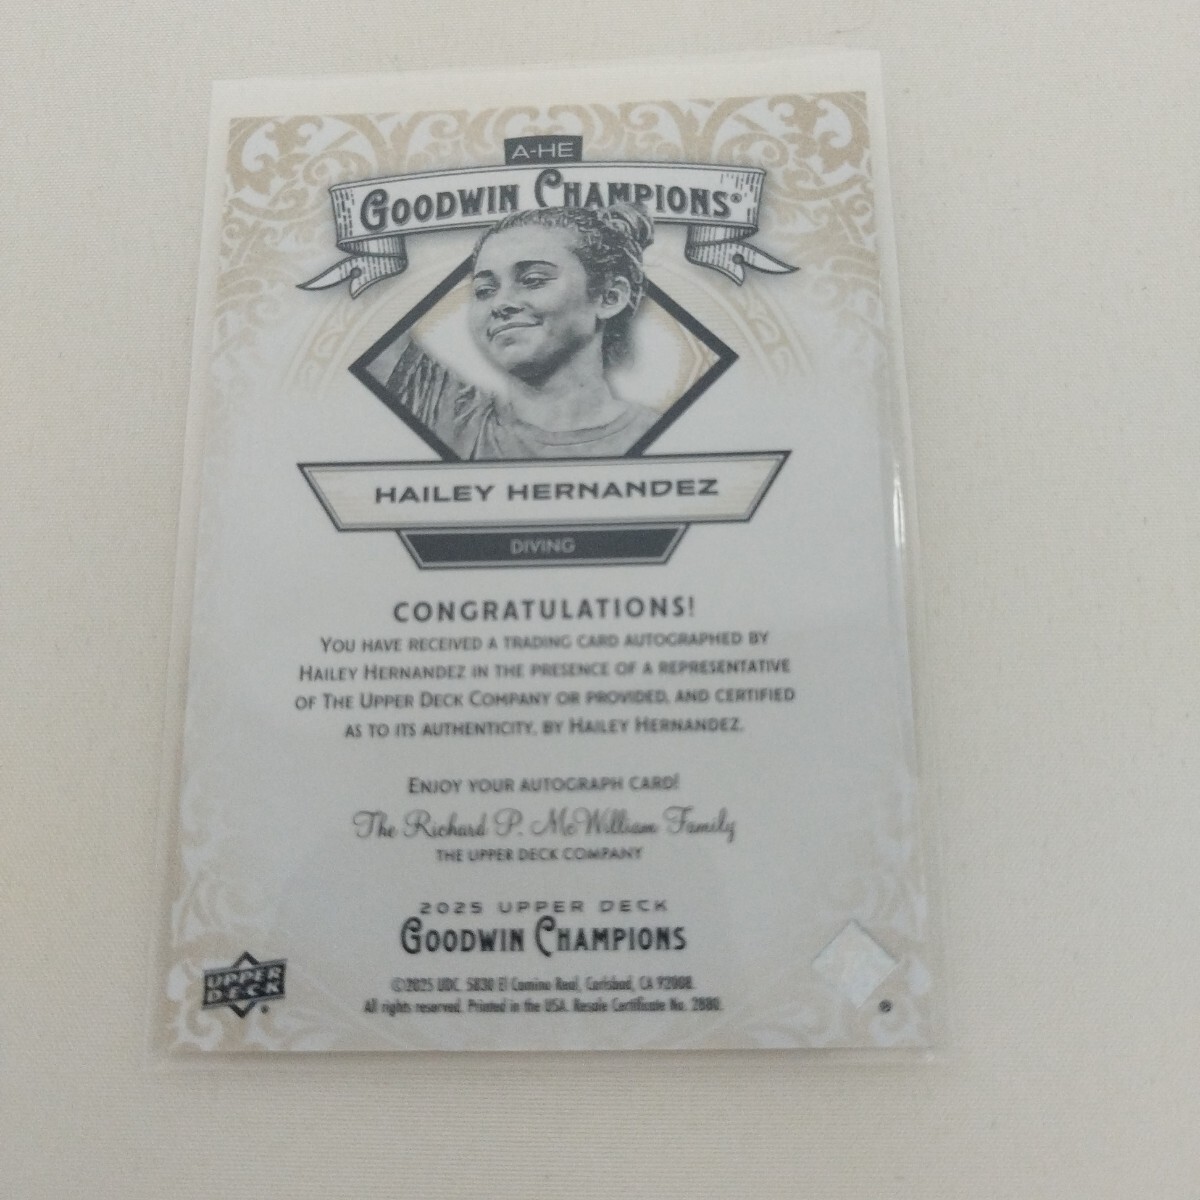 A-HE
GOODWIN CHAMPIONS®
HAILEY HERNANDEZ
DIVING
CONGRATULATIONS!
YOU HAVE RECEIVED A TRADING CARD AUTOGRAPHED BY
HAILEY HERNANDEZ IN THE PRESENCE OF A REPRESENTATIVE
OF THE UPPER DECK COMPANY OR PROVIDED, AND CERTIFIED
AS TO ITS AUTHENTICITY, BY HAILEY HERNANDEZ.
ENJOY YOUR AUTOGRAPH CARD!
The Richard P. McWilliam Family
THE UPPER DECK COMPANY
2025 UPPER DECK
GOODWIN CHAMPIONS
UPPER
DECK
©2025 UDC. 5830 El Camino Real, Carlsbad, CA 92008.
All rights reserved. Printed in the USA. Resale Certificate No. 2880.